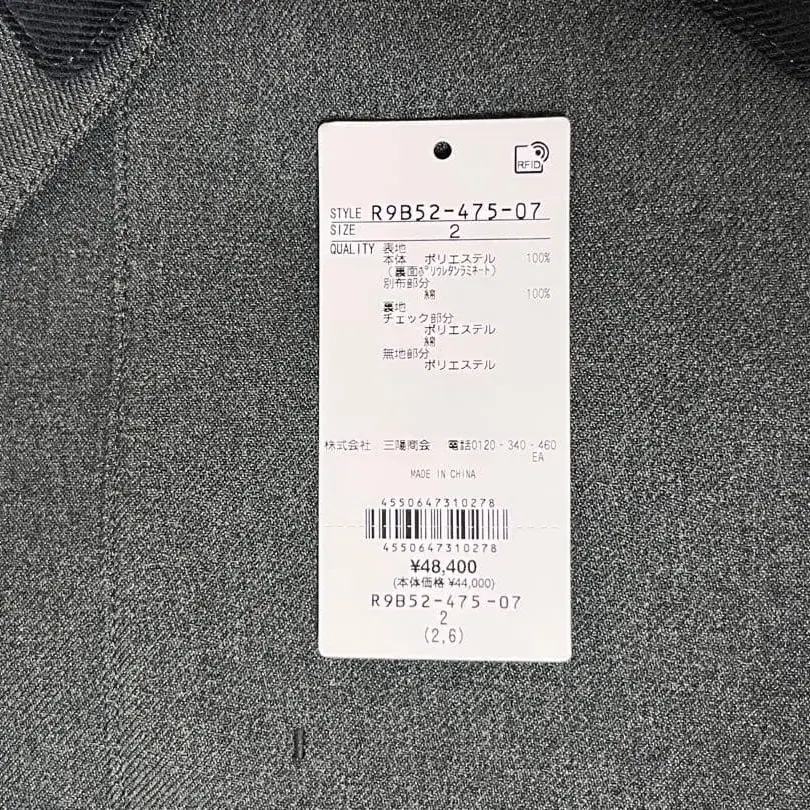 RFID
STYLE R9B52-475-07
SIZE 2
QUALITY 表地
本体 ポリエステル 100%
(裏面ポリウレタンラミネート)
別布部分
綿 100%
裏地
チェック部分
ポリエステル
綿
無地部分
ポリエステル
株式会社 三陽商会 電話0120-340-460
EA
MADE IN CHINA
4550647310278
4550647310278
¥48,400
(本体価格 ¥44,000)
R9B52-475-07
2
(2,6)